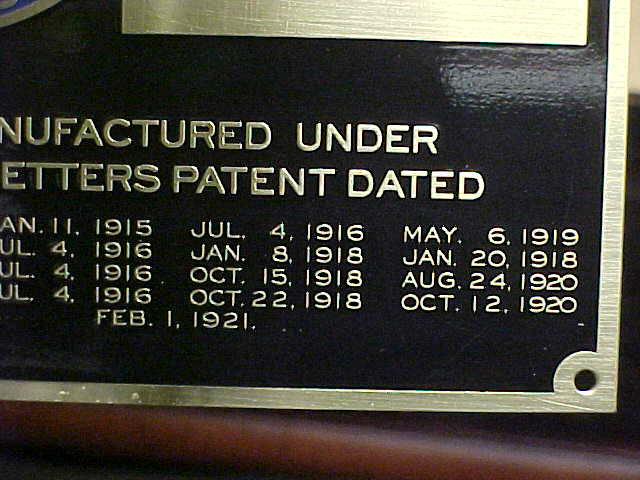 NUFACTURED UNDER
ETTERS PATENT DATED
AN. 11, 1915 JUL. 4, 1916 MAY. 6, 1919
UL. 4, 1916 JAN. 8, 1918 JAN. 20, 1918
UL. 4, 1916 OCT. 15, 1918 AUG. 24, 1920
UL. 4, 1916 OCT. 22, 1918 OCT. 12, 1920
FEB. 1, 1921.